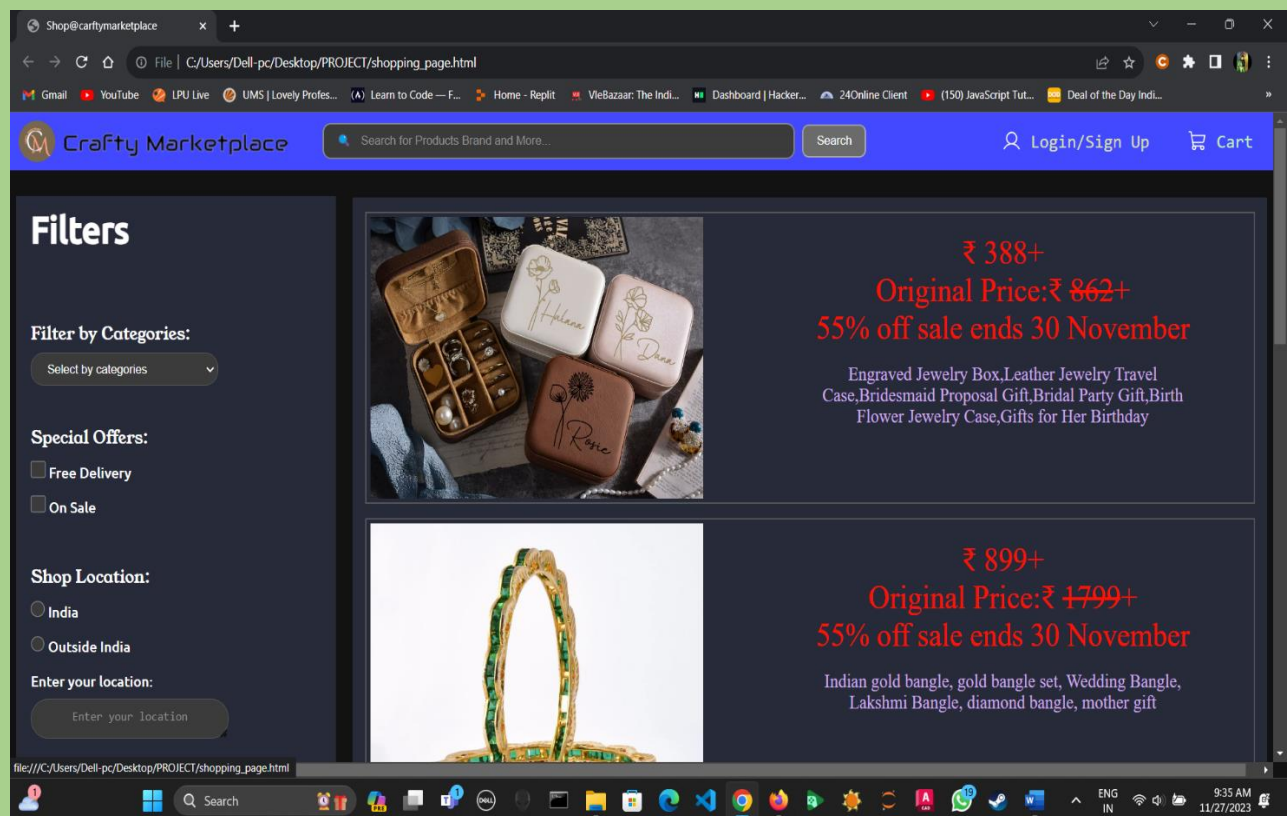 Shop@carftymarketplace
File | C:/Users/Dell-pc/Desktop/PROJECT/shopping_page.html
Gmail YouTube LPU Live UMS | Lovely Profes... Learn to Code — F... Home - Replit VleBazaar: The Indi... Dashboard | Hacker... 24Online Client (150) JavaScript Tut... Deal of the Day Indi... »
CM Crafty Marketplace Search for Products Brand and More... Search Login/Sign Up Cart
Filters
Filter by Categories:
Select by categories
Special Offers:
Free Delivery
On Sale
Shop Location:
India
Outside India
Enter your location:
Enter your location
Helena
Dana
Rosie
₹ 388+
Original Price:₹ 862+
55% off sale ends 30 November
Engraved Jewelry Box,Leather Jewelry Travel
Case,Bridesmaid Proposal Gift,Bridal Party Gift,Birth
Flower Jewelry Case,Gifts for Her Birthday
₹ 899+
Original Price:₹ 1799+
55% off sale ends 30 November
Indian gold bangle, gold bangle set, Wedding Bangle,
Lakshmi Bangle, diamond bangle, mother gift
file:///C:/Users/Dell-pc/Desktop/PROJECT/shopping_page.html
Search ENG 9:35 AM
IN 11/27/2023